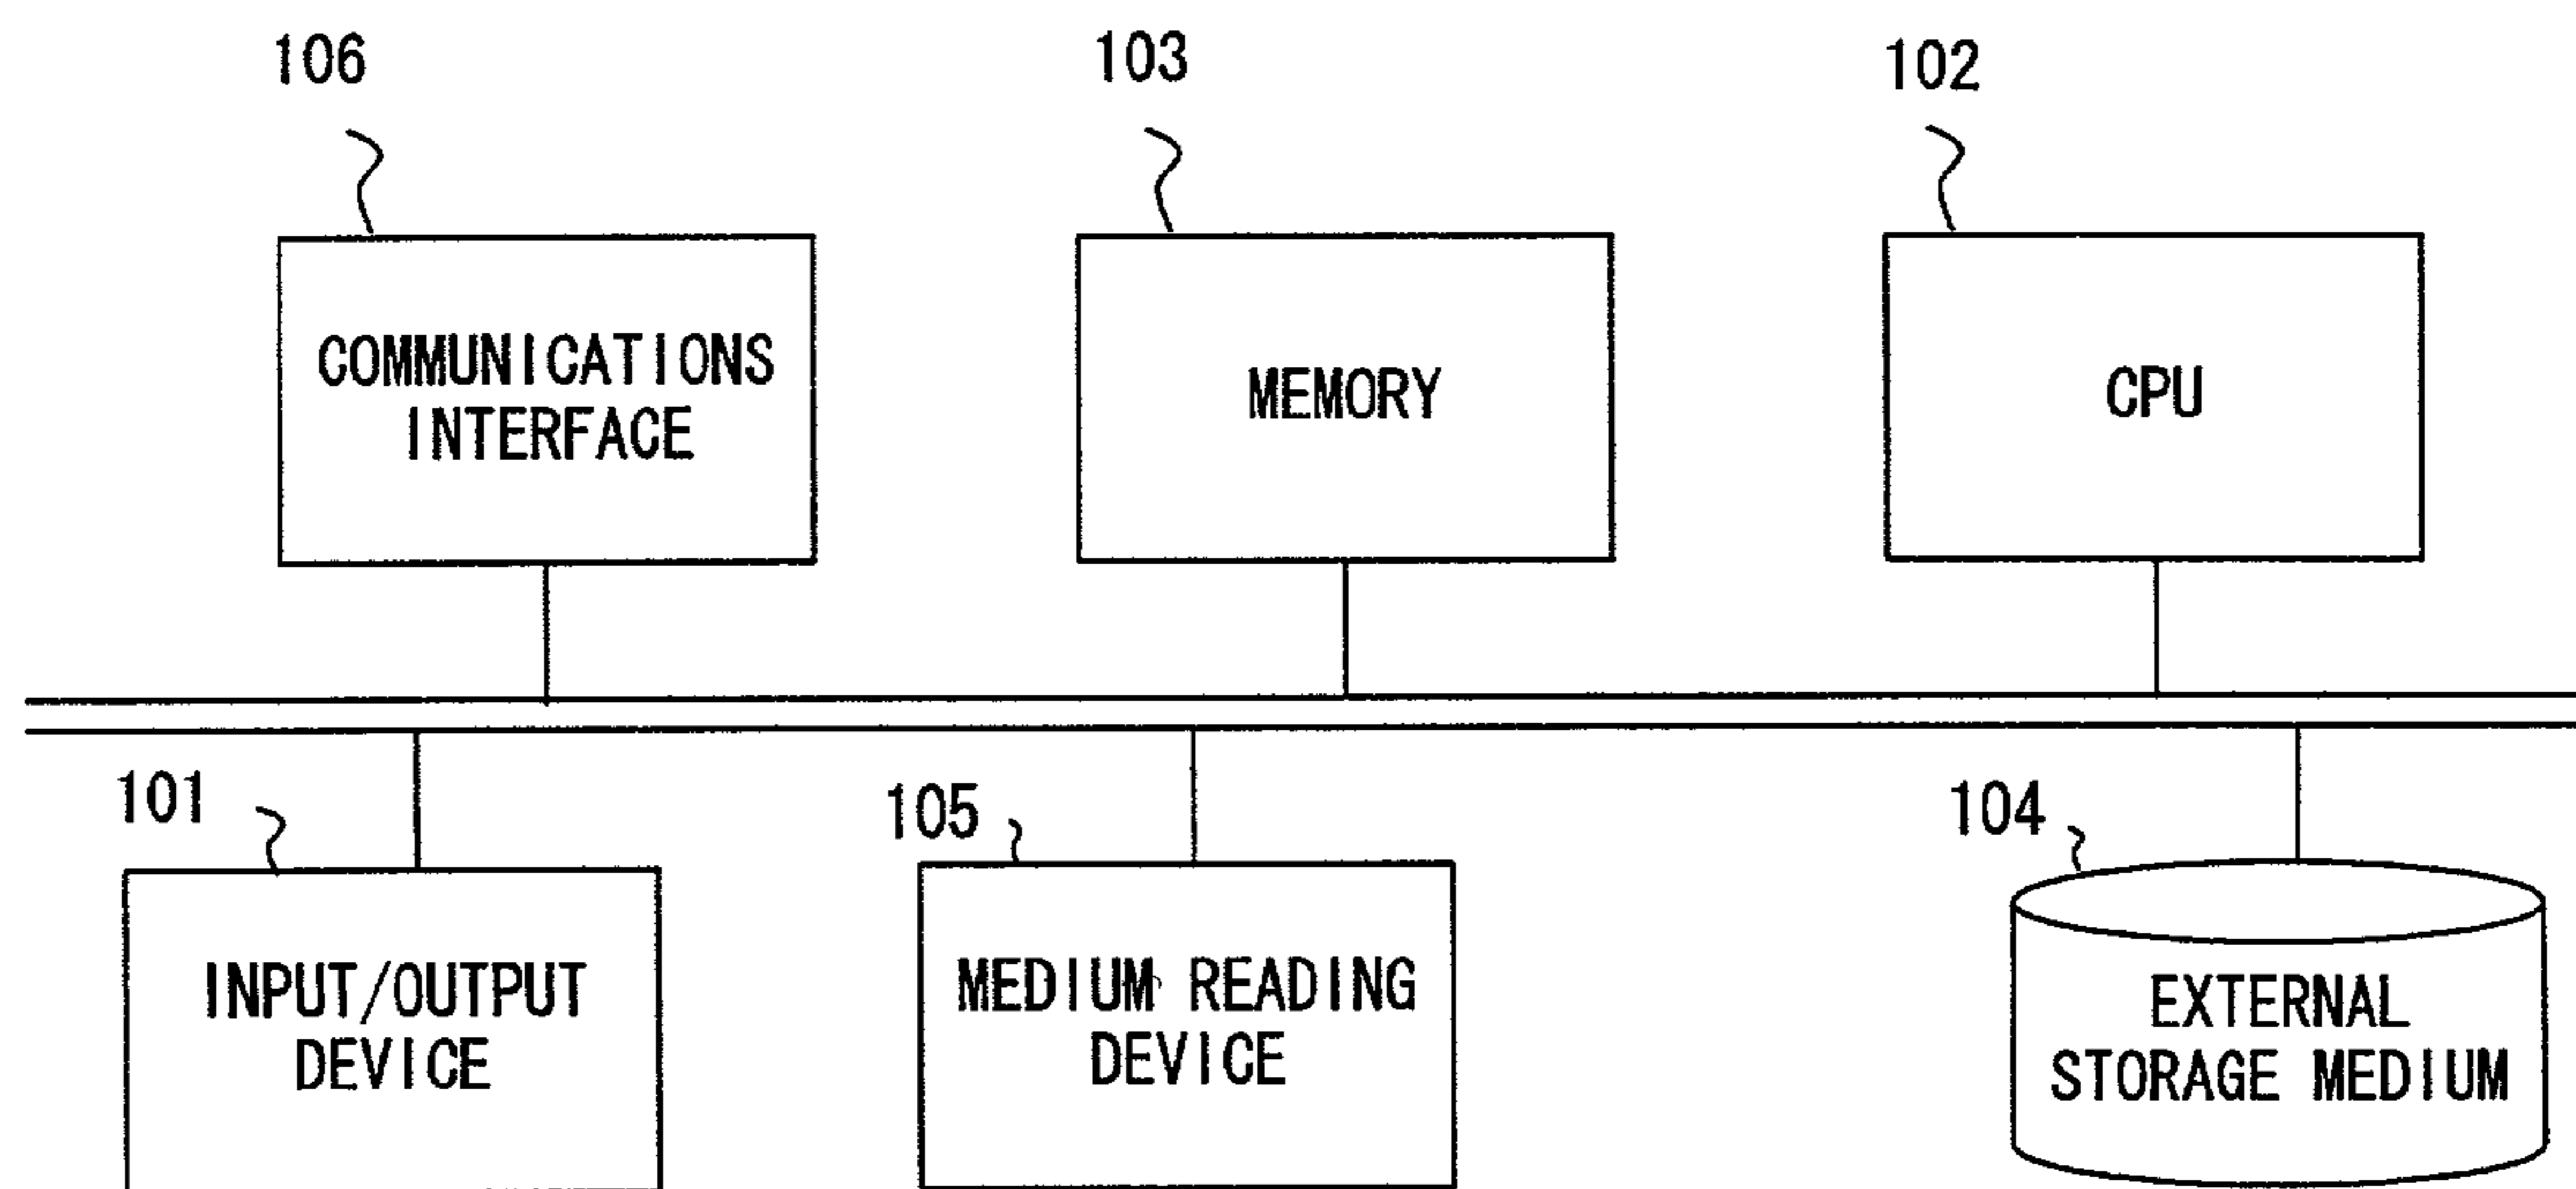 106
103
102
COMMUNICATIONS
INTERFACE
MEMORY
CPU
101
105
104
INPUT/OUTPUT
DEVICE
MEDIUM READING
DEVICE
EXTERNAL
STORAGE MEDIUM